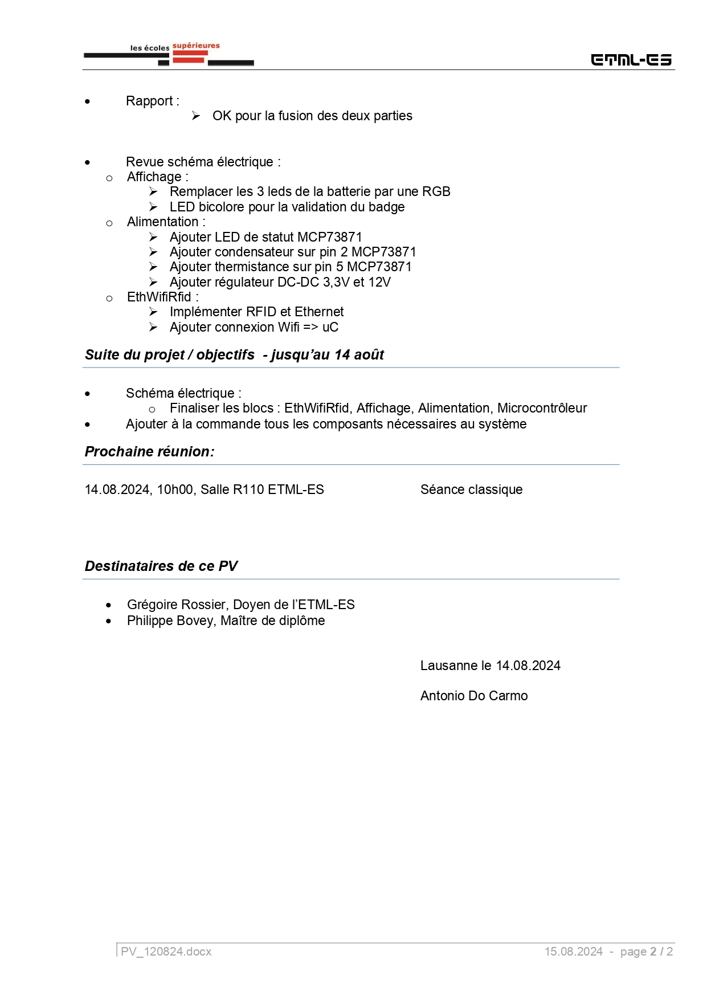 les écoles supérieures
ETML-ES
• Rapport :
➢ OK pour la fusion des deux parties
• Revue schéma électrique :
o Affichage :
➢ Remplacer les 3 leds de la batterie par une RGB
➢ LED bicolore pour la validation du badge
o Alimentation :
➢ Ajouter LED de statut MCP73871
➢ Ajouter condensateur sur pin 2 MCP73871
➢ Ajouter thermistance sur pin 5 MCP73871
➢ Ajouter régulateur DC-DC 3,3V et 12V
o EthWifiRfid :
➢ Implémenter RFID et Ethernet
➢ Ajouter connexion Wifi => uC
Suite du projet / objectifs - jusqu’au 14 août
• Schéma électrique :
o Finaliser les blocs : EthWifiRfid, Affichage, Alimentation, Microcontrôleur
• Ajouter à la commande tous les composants nécessaires au système
Prochaine réunion:
14.08.2024, 10h00, Salle R110 ETML-ES Séance classique
Destinataires de ce PV
• Grégoire Rossier, Doyen de l’ETML-ES
• Philippe Bovey, Maître de diplôme
Lausanne le 14.08.2024
Antonio Do Carmo
PV_120824.docx 15.08.2024 - page 2 / 2